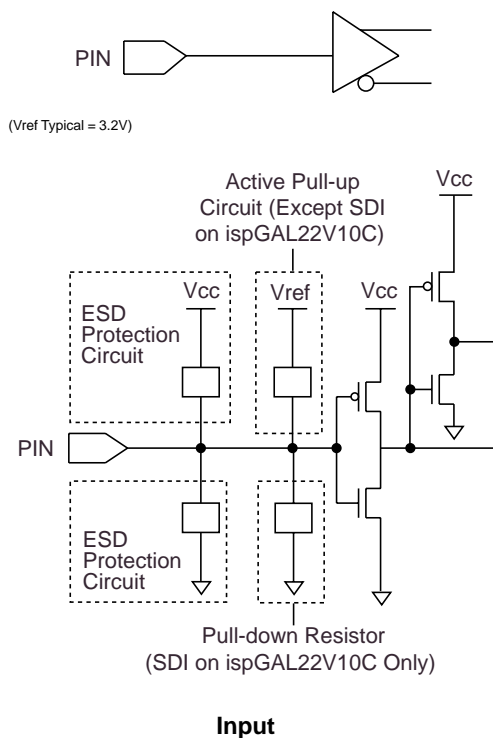 PIN
(Vref Typical = 3.2V)
Active Pull-up
Circuit (Except SDI
on ispGAL22V10C)
Vcc
Vcc
Vref
Vcc
ESD
Protection
Circuit
PIN
ESD
Protection
Circuit
Pull-down Resistor
(SDI on ispGAL22V10C Only)
Input